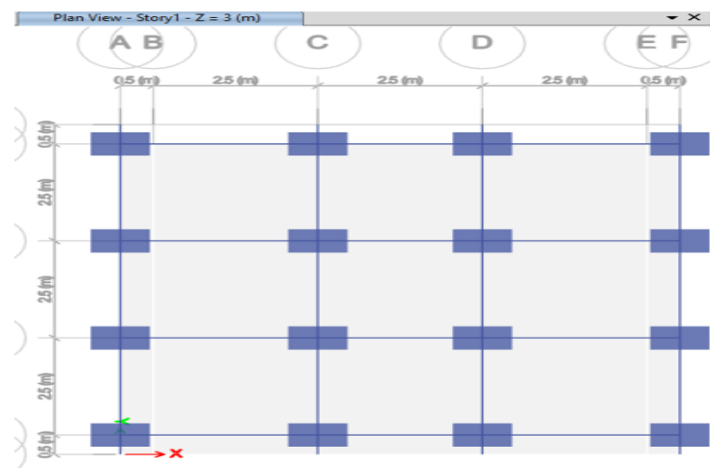 Plan View - Story1 - Z = 3 (m)
A B C D E F
0.5 (m) 2.5 (m) 2.5 (m) 2.5 (m) 0.5 (m)
0.5 (m)
2.5 (m)
2.5 (m)
2.5 (m)
0.5 (m)
X